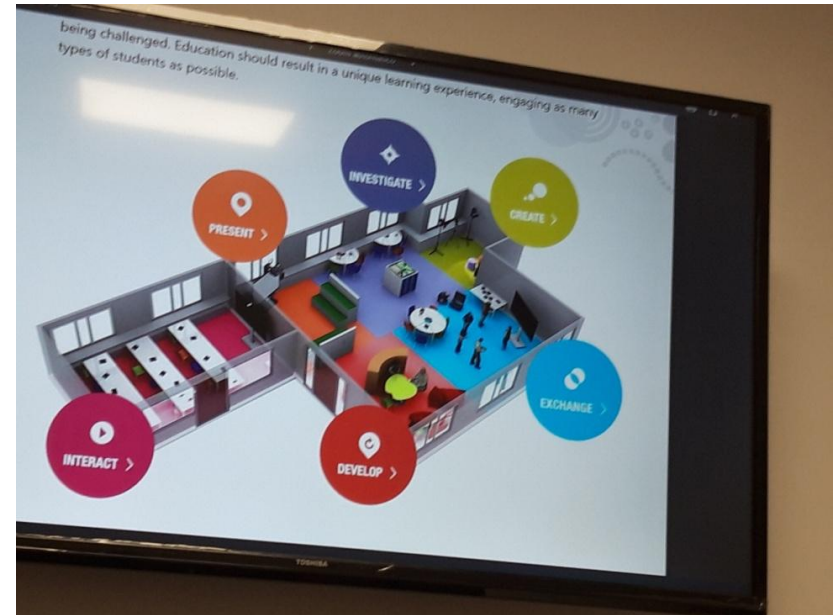 being challenged. Education should result in a unique learning experience, engaging as many
types of students as possible.
INVESTIGATE
PRESENT
CREATE
EXCHANGE
INTERACT
DEVELOP
TOSHIBA